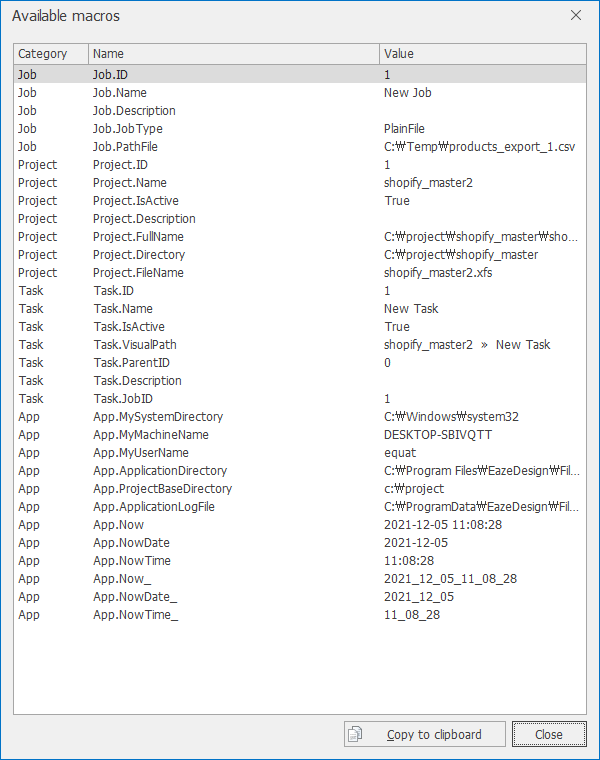 Available macros
Category Name Value
Job Job.ID 1
Job Job.Name New Job
Job Job.Description
Job Job.JobType PlainFile
Job Job.PathFile C:₩Temp₩products_export_1.csv
Project Project.ID 1
Project Project.Name shopify_master2
Project Project.IsActive True
Project Project.Description
Project Project.FullName C:₩project₩shopify_master₩sho...
Project Project.Directory C:₩project₩shopify_master
Project Project.FileName shopify_master2.xfs
Task Task.ID 1
Task Task.Name New Task
Task Task.IsActive True
Task Task.VisualPath shopify_master2 » New Task
Task Task.ParentID 0
Task Task.Description
Task Task.JobID 1
App App.MySystemDirectory C:₩Windows₩system32
App App.MyMachineName DESKTOP-SBIVQTT
App App.MyUserName equat
App App.ApplicationDirectory C:₩Program Files₩EazeDesign₩Fil...
App App.ProjectBaseDirectory c:₩project
App App.ApplicationLogFile C:₩ProgramData₩EazeDesign₩Fil...
App App.Now 2021-12-05 11:08:28
App App.NowDate 2021-12-05
App App.NowTime 11:08:28
App App.Now_ 2021_12_05_11_08_28
App App.NowDate_ 2021_12_05
App App.NowTime_ 11_08_28
Copy to clipboard Close